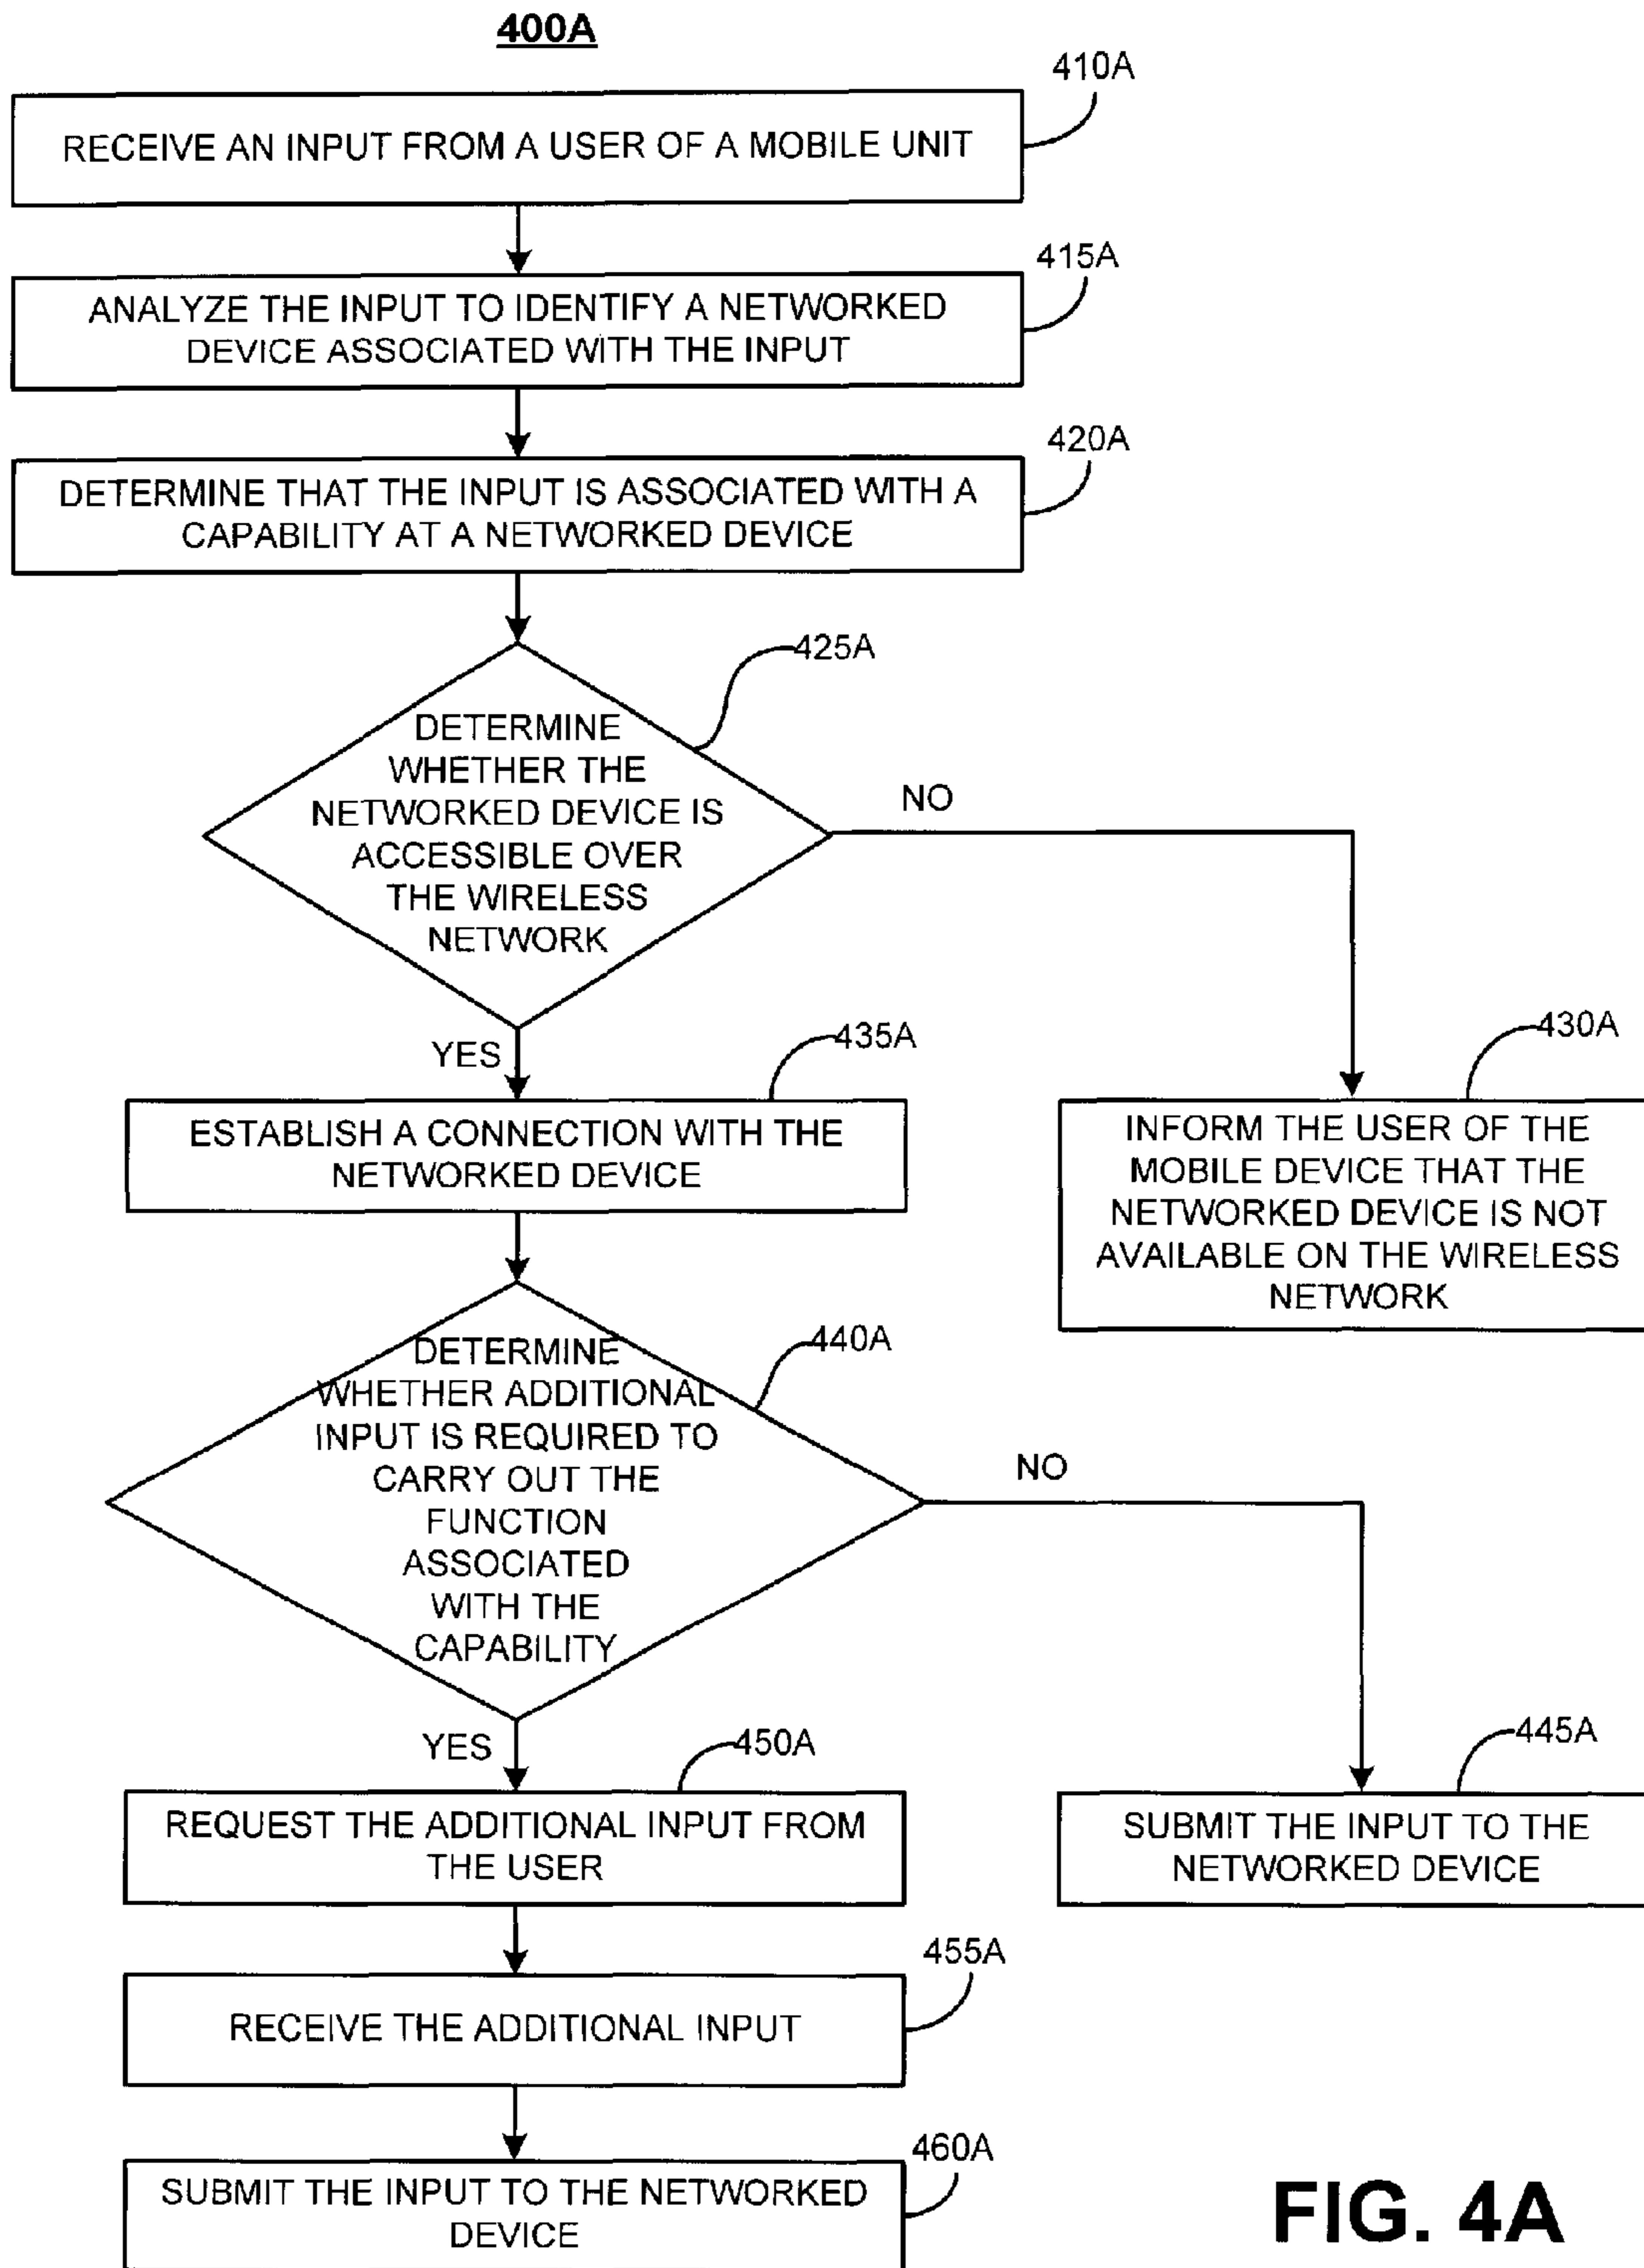 400A
410A
RECEIVE AN INPUT FROM A USER OF A MOBILE UNIT
415A
ANALYZE THE INPUT TO IDENTIFY A NETWORKED
DEVICE ASSOCIATED WITH THE INPUT
420A
DETERMINE THAT THE INPUT IS ASSOCIATED WITH A
CAPABILITY AT A NETWORKED DEVICE
425A
DETERMINE
WHETHER THE
NETWORKED DEVICE IS
ACCESSIBLE OVER
THE WIRELESS
NETWORK
NO
YES
435A
ESTABLISH A CONNECTION WITH THE
NETWORKED DEVICE
430A
INFORM THE USER OF THE
MOBILE DEVICE THAT THE
NETWORKED DEVICE IS NOT
AVAILABLE ON THE WIRELESS
NETWORK
440A
DETERMINE
WHETHER ADDITIONAL
INPUT IS REQUIRED TO
CARRY OUT THE
FUNCTION
ASSOCIATED
WITH THE
CAPABILITY
NO
YES
450A
REQUEST THE ADDITIONAL INPUT FROM
THE USER
445A
SUBMIT THE INPUT TO THE
NETWORKED DEVICE
455A
RECEIVE THE ADDITIONAL INPUT
460A
SUBMIT THE INPUT TO THE NETWORKED
DEVICE
FIG. 4A